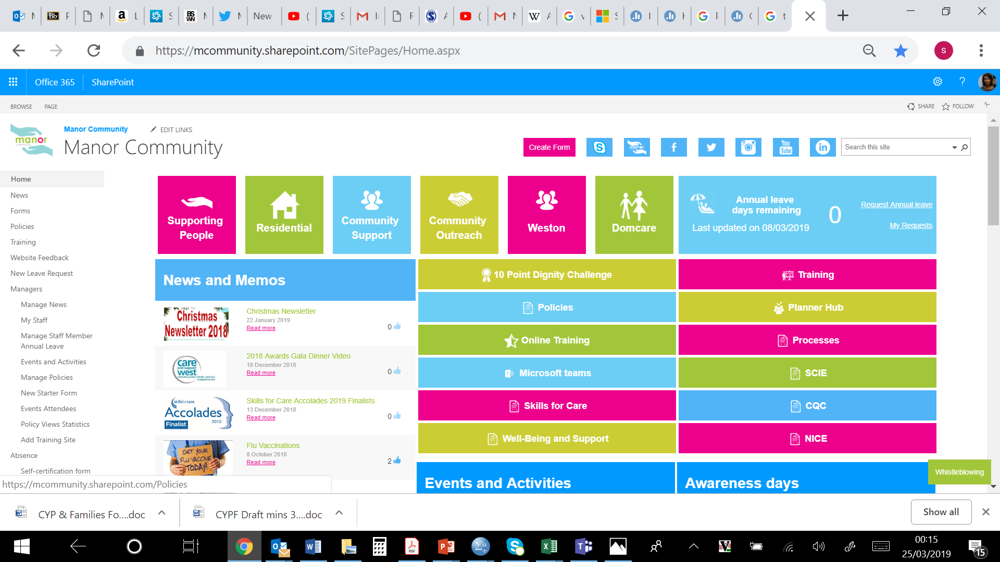 New
https://mcommunity.sharepoint.com/SitePages/Home.aspx
S
Office 365
SharePoint
BROWSE
PAGE
SHARE
FOLLOW
manor
Manor Community
EDIT LINKS
Manor Community
Create Form
manor
You
Tube
in
Search this site
Home
News
Forms
Policies
Training
Website Feedback
New Leave Request
Managers
Manage News
My Staff
Manage Staff Member
Annual Leave
Events and Activities
Manage Policies
New Starter Form
Events Attendees
Policy Views Statistics
Add Training Site
Absence
Self-certification form
Supporting
People
Residential
Community
Support
Community
Outreach
Weston
Domcare
Annual leave
days remaining
Last updated on 08/03/2019
0
Request Annual leave
My Requests
News and Memos
Christmas
Newsletter 2018
Christmas Newsletter
22 January 2019
Read more
0
care
and support
west
2018 Awards Gala Dinner Video
18 December 2018
Read more
0
skillsforcare
Accolades
2019
Finalist
Skills for Care Accolades 2019 Finalists
13 December 2018
Read more
0
GET YOUR
FLU VACCINE
TODAY!
Flu Vaccinations
8 October 2018
Read more
2
10 Point Dignity Challenge
Policies
Online Training
Microsoft teams
Skills for Care
Well-Being and Support
Training
Planner Hub
Processes
SCIE
CQC
NICE
Events and Activities
Awareness days
Whistleblowing
https://mcommunity.sharepoint.com/Policies
CYP & Families Fo....doc
CYPF Draft mins 3....doc
Show all
00:15
25/03/2019
15